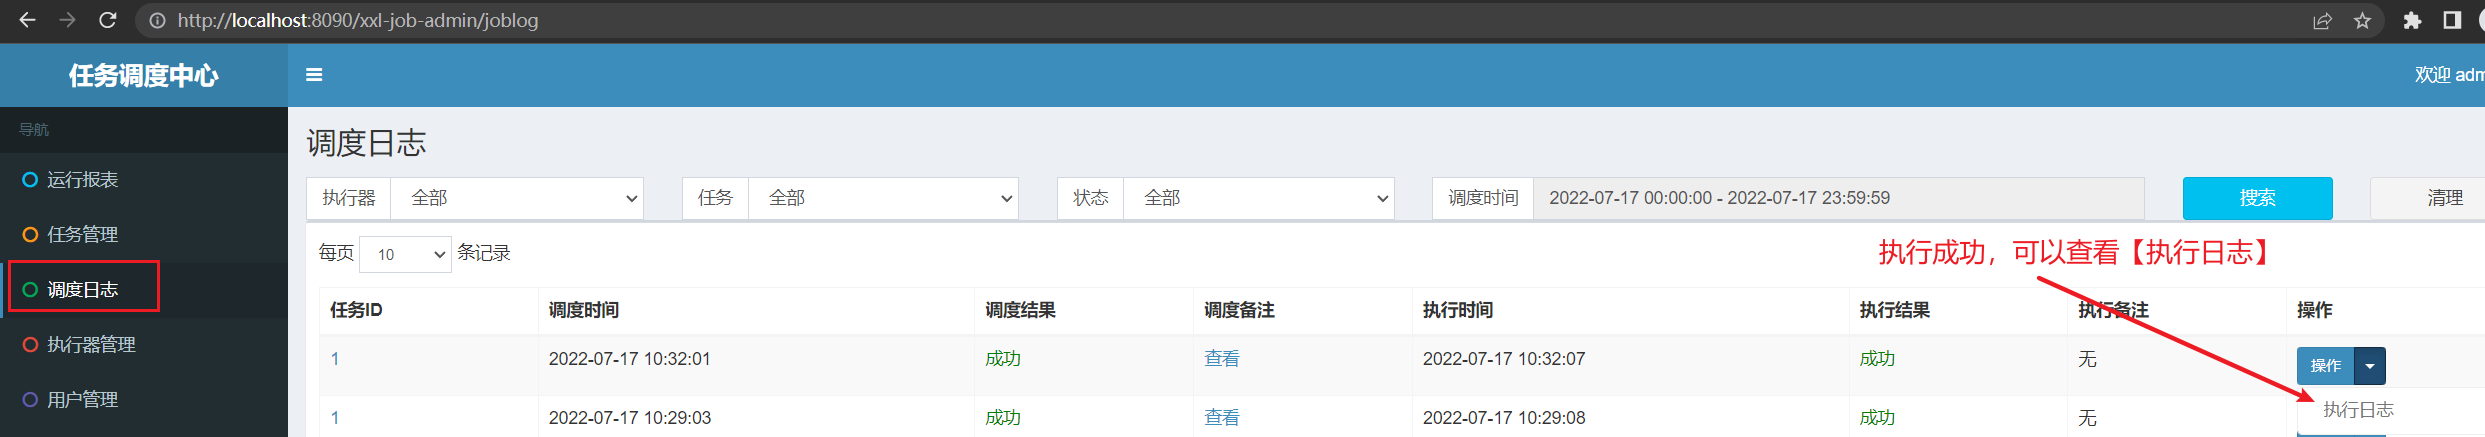 http://localhost:8090/xxl-job-admin/joblog
任务调度中心
欢迎 adm
导航
运行报表
任务管理
调度日志
执行器管理
用户管理
调度日志
执行器 全部 任务 全部 状态 全部 调度时间 2022-07-17 00:00:00 - 2022-07-17 23:59:59 搜索 清理
每页 10 条记录
执行成功，可以查看【执行日志】
任务ID 调度时间 调度结果 调度备注 执行时间 执行结果 执行备注 操作
1 2022-07-17 10:32:01 成功 查看 2022-07-17 10:32:07 成功 无 操作
1 2022-07-17 10:29:03 成功 查看 2022-07-17 10:29:08 成功 无 执行日志